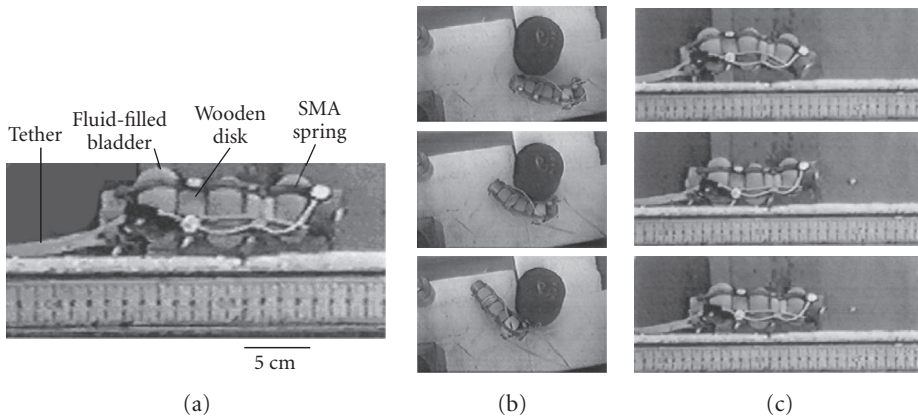 Tether
Fluid-filled
bladder
Wooden
disk
SMA
spring
5 cm
(a)
(b)
(c)